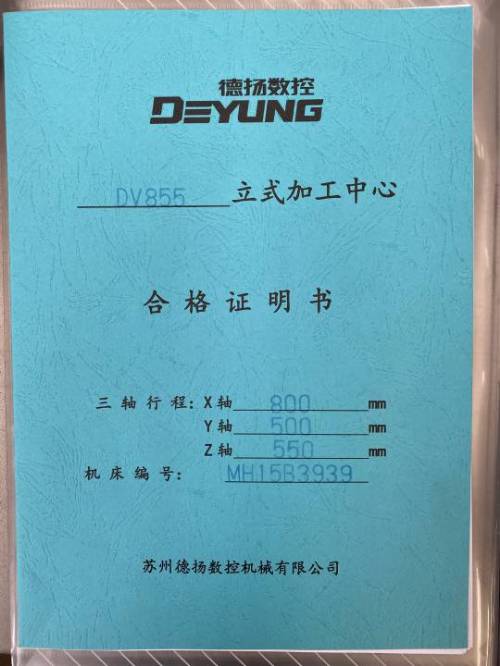 德扬数控
DEYUNG
DV855 立式加工中心
合格证明书
三轴行程: X轴 800 mm
Y轴 500 mm
Z轴 550 mm
机床编号: MH15B3939
苏州德扬数控机械有限公司